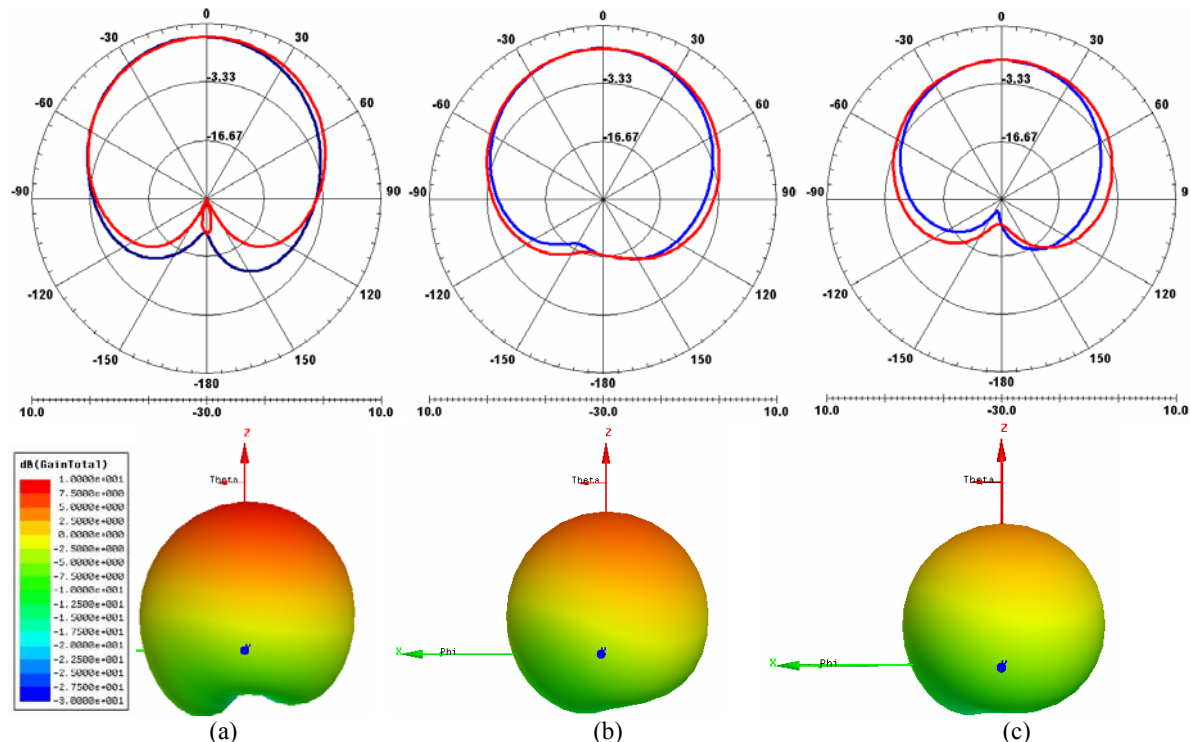 0
-30
30
-3.33
-60
60
-16.67
-90
90
-120
120
-150
150
-180
10.0
-30.0
10.0
0
-30
30
-3.33
-60
60
-16.67
-90
90
-120
120
-150
150
-180
10.0
-30.0
10.0
0
-30
30
-3.33
-60
60
-16.67
-90
9
-120
120
-150
150
-180
10.0
-30.0
10.0
dB(GainTotal)
1.0000e+001
7.5000e+000
5.0000e+000
2.5000e+000
0.0000e+000
-2.5000e+000
-5.0000e+000
-7.5000e+000
-1.0000e+001
-1.2500e+001
-1.5000e+001
-1.7500e+001
-2.0000e+001
-2.2500e+001
-2.5000e+001
-2.7500e+001
-3.0000e+001
Z
Theta
Z
Theta
X
Phi
Z
Theta
X
Phi
(a)
(b)
(c)